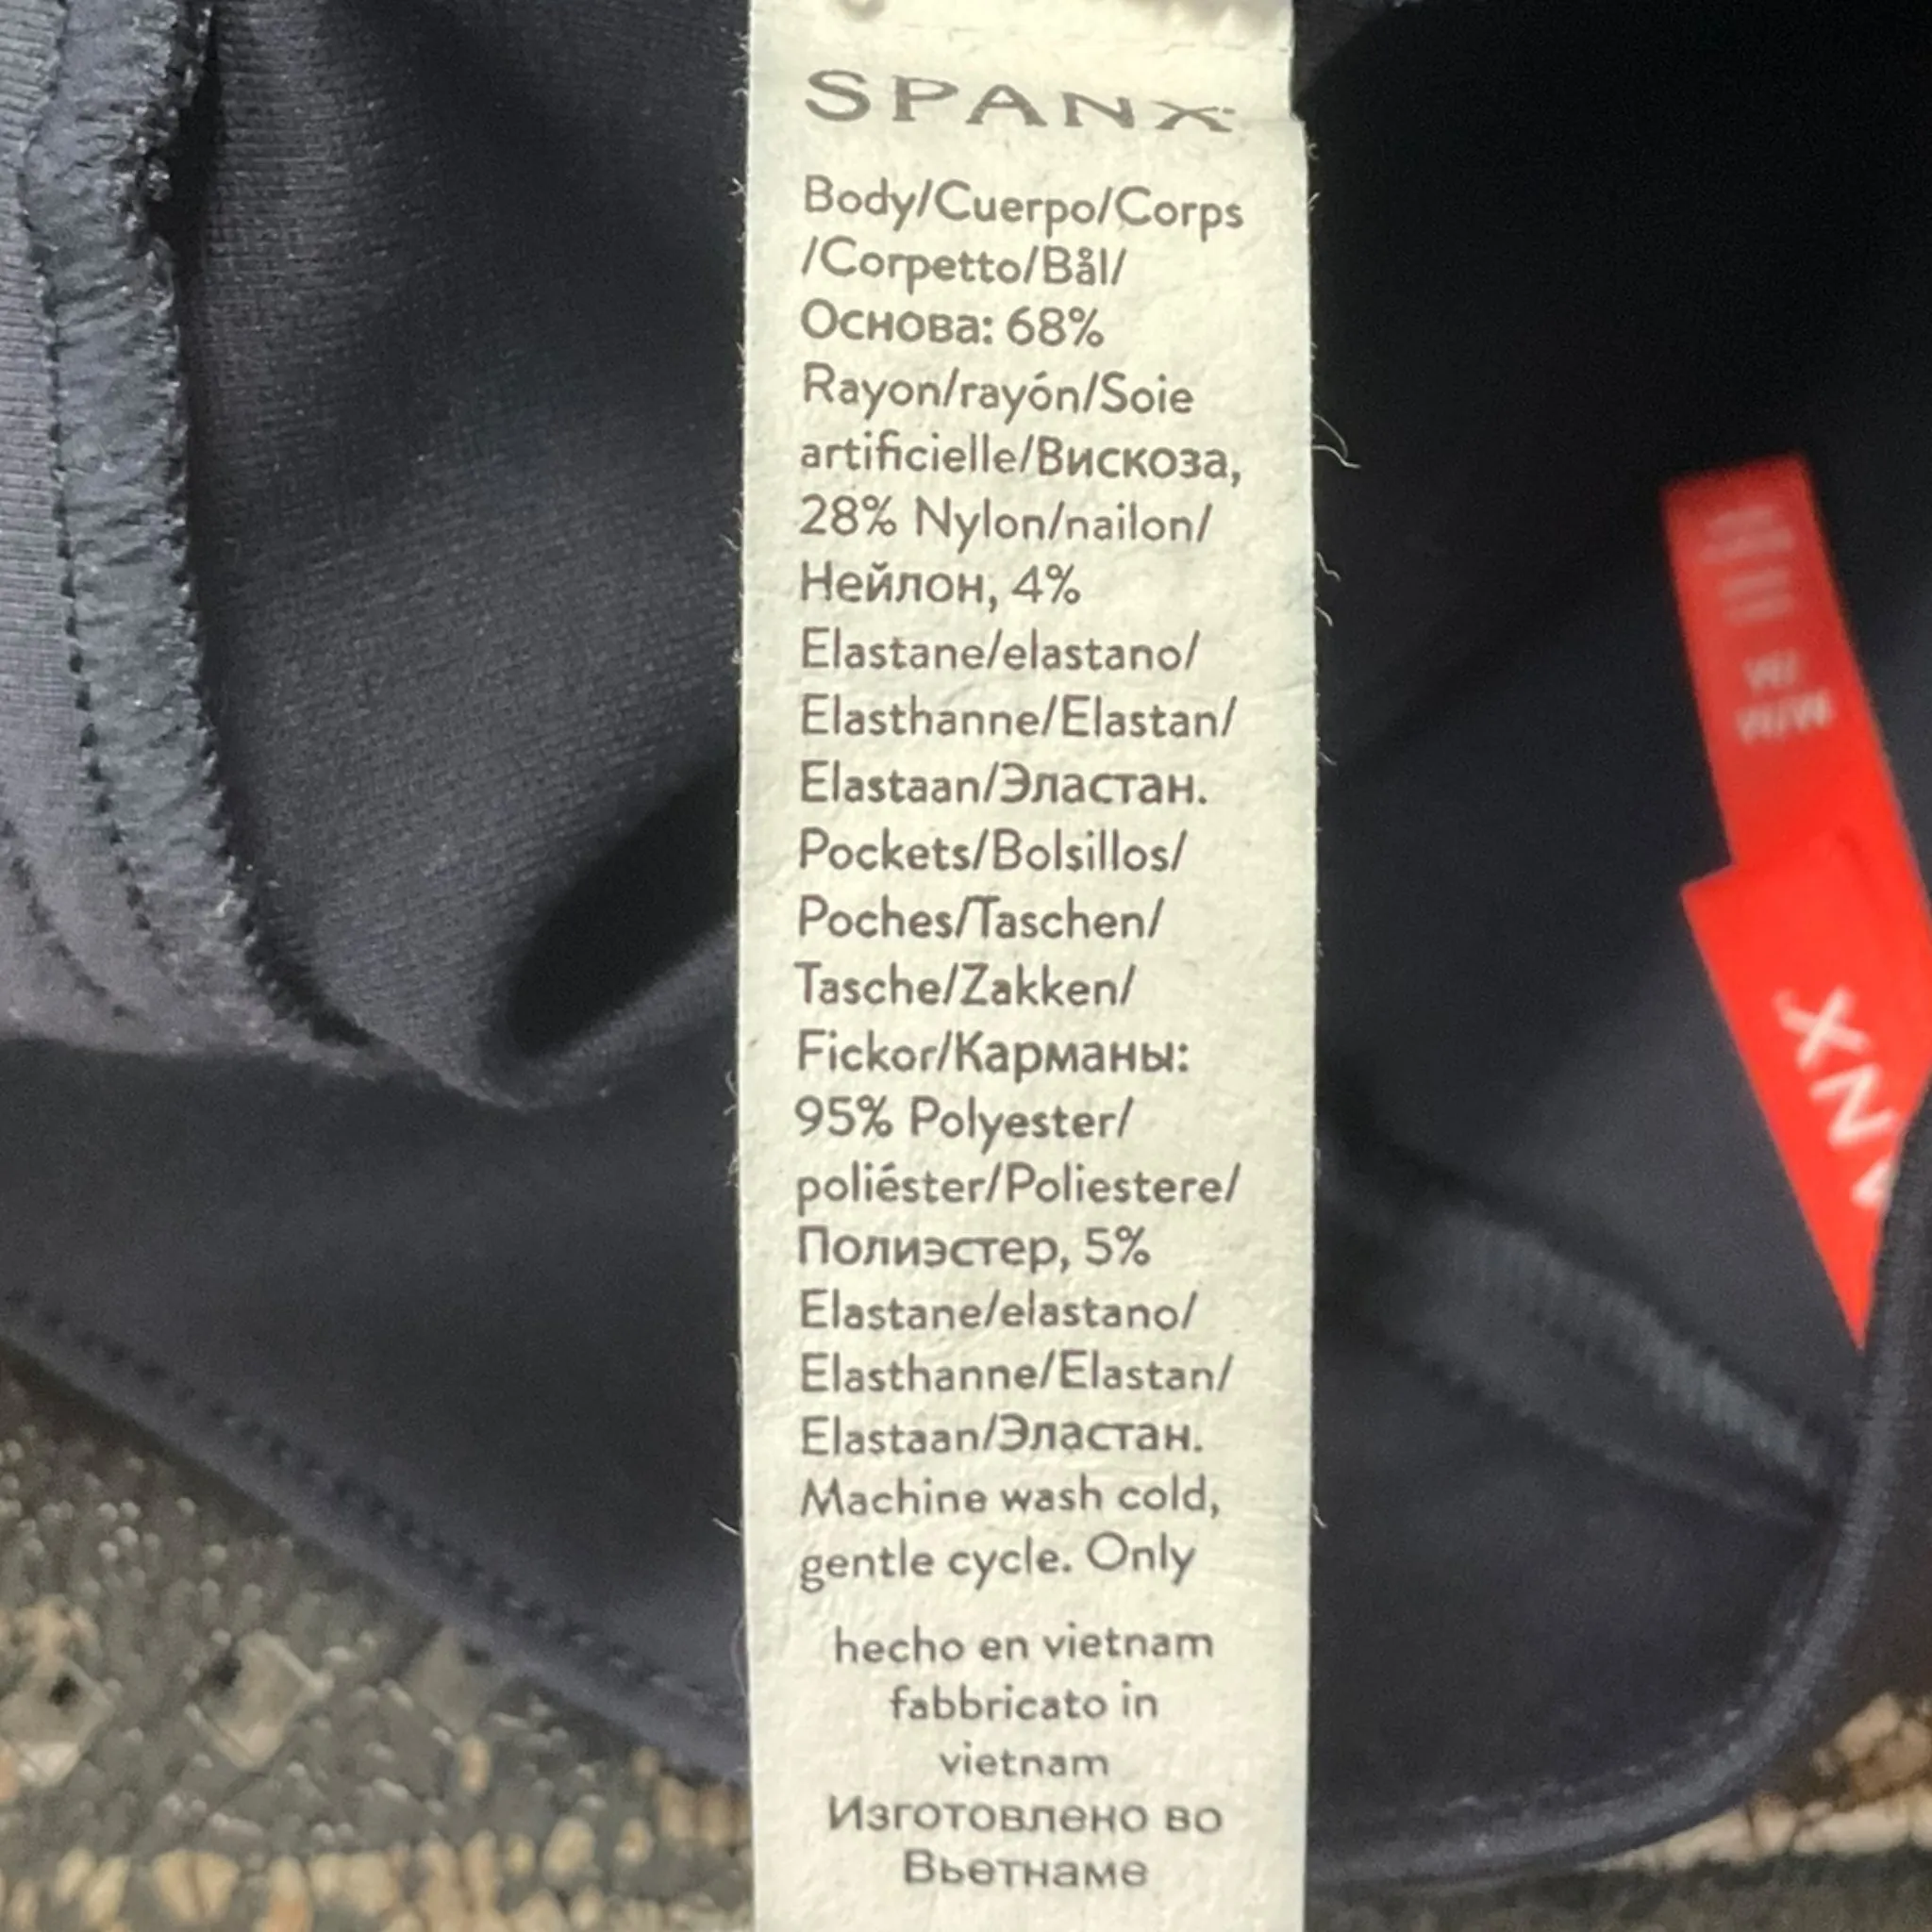 SPANX
Body/Cuerpo/Corps
/Corpetto/Bål/
Основа: 68%
Rayon/rayón/Soie
artificielle/Вискоза,
28% Nylon/nailon/
Нейлон, 4%
Elastane/elastano/
Elasthanne/Elastan/
Elastaan/Эластан.
Pockets/Bolsillos/
Poches/Taschen/
Tasche/Zakken/
Fickor/Карманы:
95% Polyester/
poliéster/Poliestere/
Полиэстер, 5%
Elastane/elastano/
Elasthanne/Elastan/
Elastaan/Эластан.
Machine wash cold,
gentle cycle. Only
hecho en vietnam
fabbricato in
vietnam
Изготовлено во
Вьетнаме
ANX